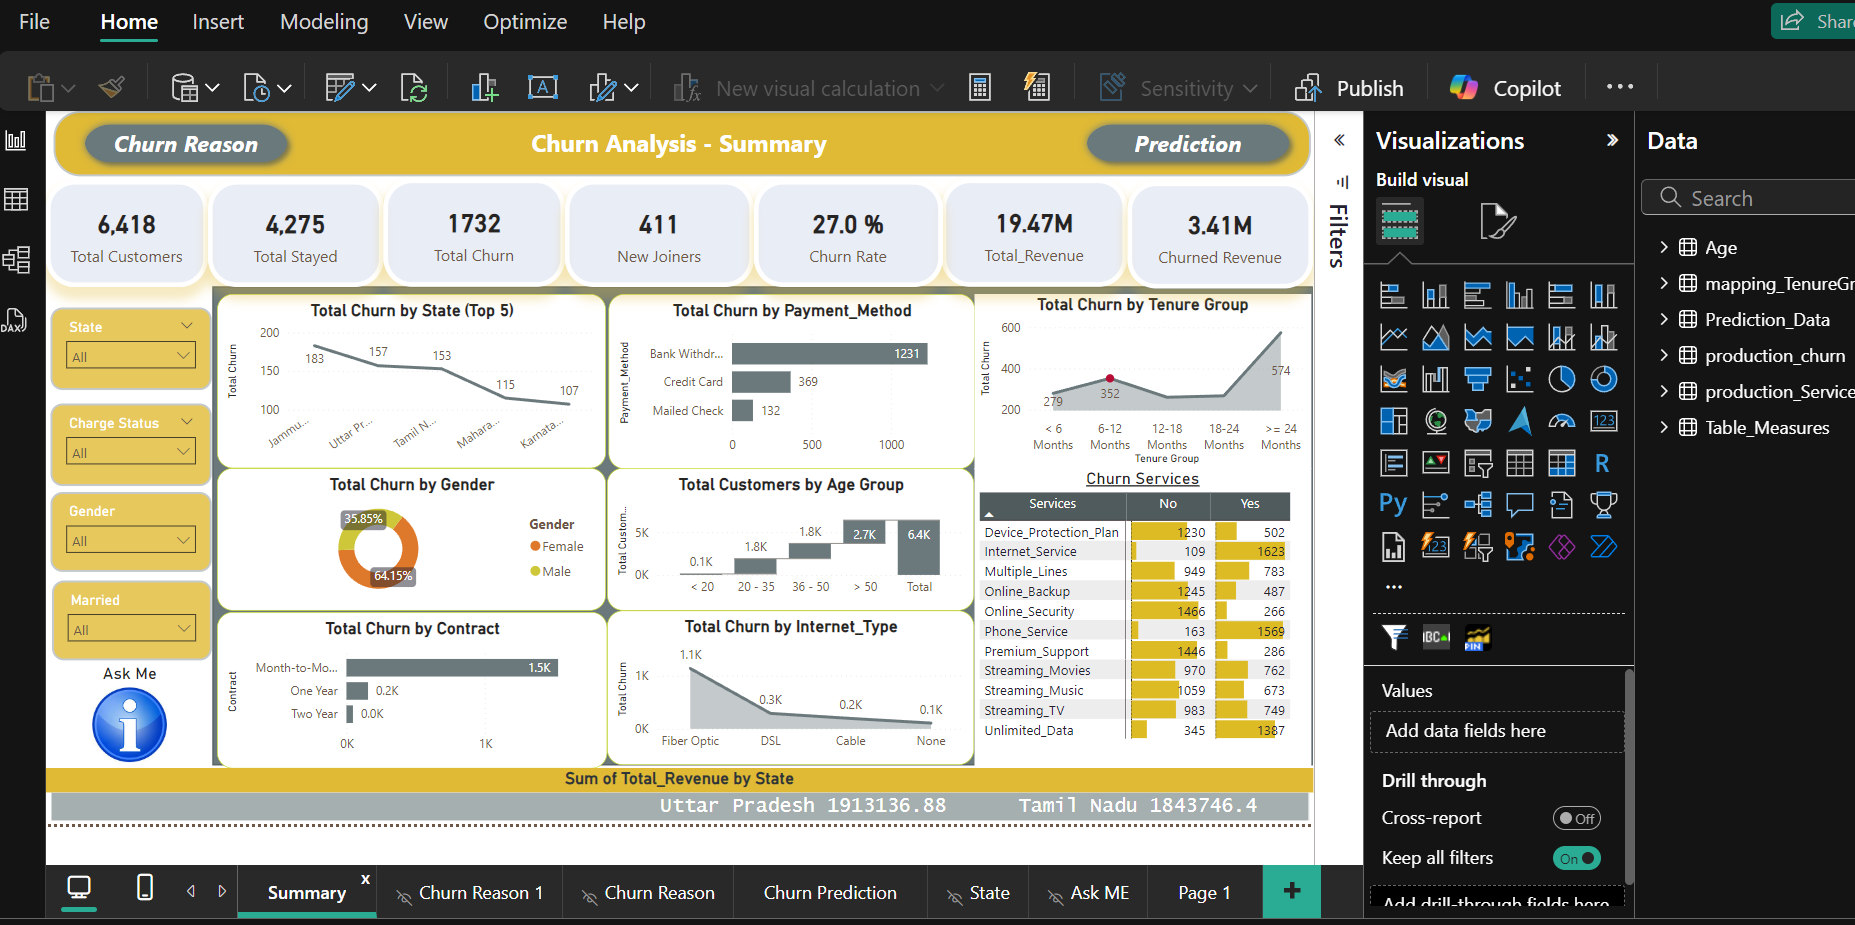 File Home Insert Modeling View Optimize Help Share
New visual calculation Sensitivity Publish Copilot ...
Churn Reason
Churn Analysis - Summary
Prediction
6,418
Total Customers
4,275
Total Stayed
1732
Total Churn
411
New Joiners
27.0 %
Churn Rate
19.47M
Total_Revenue
3.41M
Churned Revenue
State
All
Charge Status
All
Gender
All
Married
All
Ask Me
Total Churn by State (Top 5)
Total Churn
200
150
100
183
157
153
115
107
Jammu...
Uttar Pr...
Tamil N...
Mahara...
Karnata...
Total Churn by Payment_Method
Payment_Method
Bank Withdr... 1231
Credit Card 369
Mailed Check 132
0 500 1000
Total Churn by Tenure Group
Total Churn
600
400
200
279
352
574
< 6 Months
6-12 Months
12-18 Months
18-24 Months
>= 24 Months
Tenure Group
Total Churn by Gender
35.85%
64.15%
Gender
Female
Male
Total Customers by Age Group
Total Custom...
5K
0K
0.1K
1.8K
1.8K
2.7K
6.4K
< 20 20 - 35 36 - 50 > 50 Total
Churn Services
Services No Yes
Device_Protection_Plan 1230 502
Internet_Service 109 1623
Multiple_Lines 949 783
Online_Backup 1245 487
Online_Security 1466 266
Phone_Service 163 1569
Premium_Support 1446 286
Streaming_Movies 970 762
Streaming_Music 1059 673
Streaming_TV 983 749
Unlimited_Data 345 1387
Total Churn by Contract
Contract
Month-to-Mo... 1.5K
One Year 0.2K
Two Year 0.0K
0K 1K
Total Churn by Internet_Type
Total Churn
1K
0K
1.1K
0.3K
0.2K
0.1K
Fiber Optic DSL Cable None
Sum of Total_Revenue by State
Uttar Pradesh 1913136.88 Tamil Nadu 1843746.4
Filters
Visualizations
Build visual
Values
Add data fields here
Drill through
Cross-report Off
Keep all filters On
Add drill-through fields here
Data
Search
Age
mapping_TenureGr
Prediction_Data
production_churn
production_Service
Table_Measures
Summary x Churn Reason 1 Churn Reason Churn Prediction State Ask ME Page 1 +